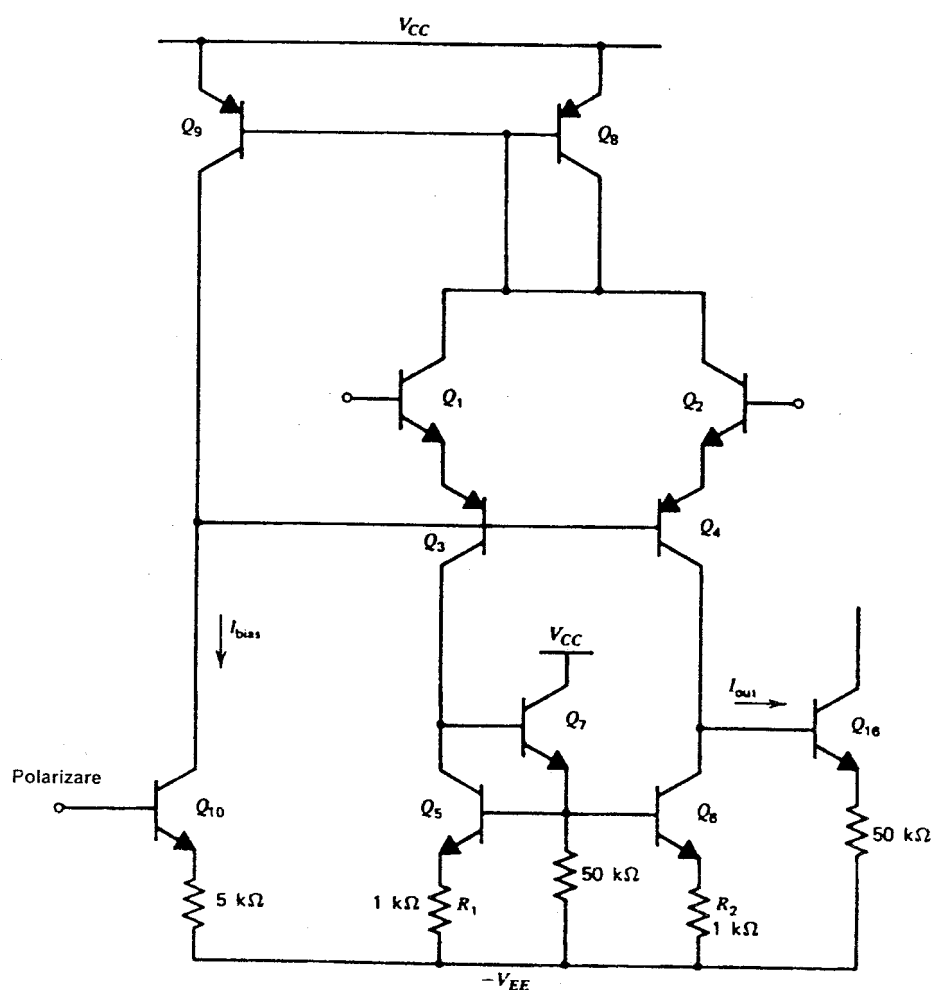 V_CC
Q_9
Q_8
Q_1
Q_2
Q_3
Q_4
I_bias
V_CC
I_out
Q_7
Q_16
Polarizare
Q_10
Q_5
Q_6
50 kΩ
5 kΩ
1 kΩ R_1
50 kΩ
R_2
1 kΩ
−V_EE